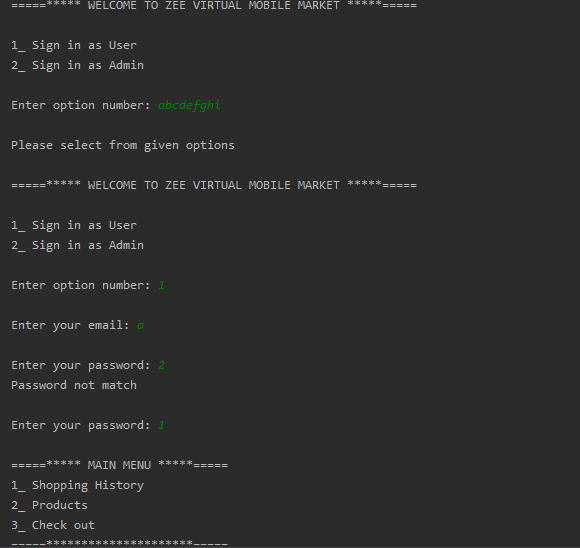 =====***** WELCOME TO ZEE VIRTUAL MOBILE MARKET *****=====
1_ Sign in as User
2_ Sign in as Admin
Enter option number: abcdefghi
Please select from given options
=====***** WELCOME TO ZEE VIRTUAL MOBILE MARKET *****=====
1_ Sign in as User
2_ Sign in as Admin
Enter option number: 1
Enter your email: a
Enter your password: 2
Password not match
Enter your password: 1
=====***** MAIN MENU *****=====
1_ Shopping History
2_ Products
3_ Check out
=====*********************=====